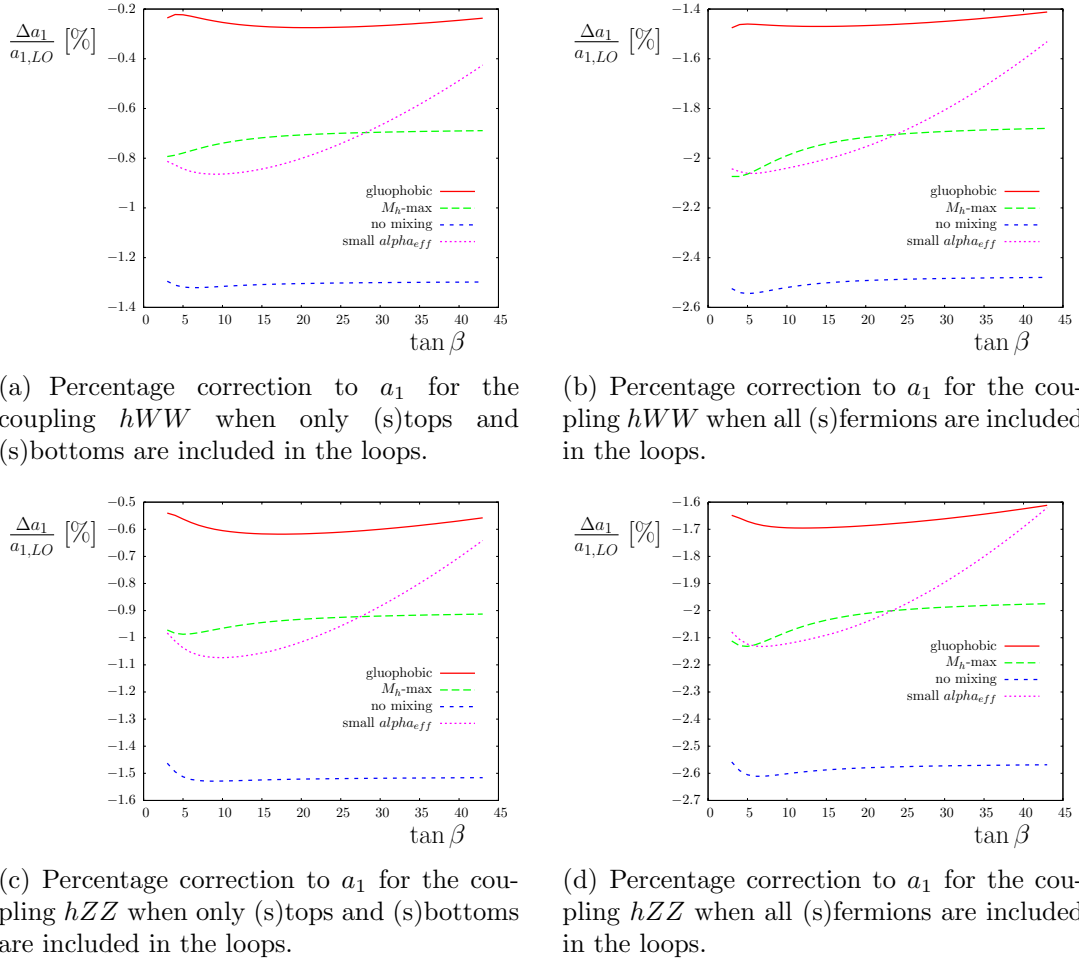 −0.2
−0.4
−0.6
−0.8
−1
−1.2
−1.4
Δa₁ / a₁,LO [%]
gluophobic
Mₕ-max
no mixing
small alphaₑff
0 5 10 15 20 25 30 35 40 45
tan β
(a) Percentage correction to a₁ for the
coupling hWW when only (s)tops and
(s)bottoms are included in the loops.
−1.4
−1.6
−1.8
−2
−2.2
−2.4
−2.6
Δa₁ / a₁,LO [%]
gluophobic
Mₕ-max
no mixing
small alphaₑff
0 5 10 15 20 25 30 35 40 45
tan β
(b) Percentage correction to a₁ for the cou-
pling hWW when all (s)fermions are included
in the loops.
−0.5
−0.6
−0.7
−0.8
−0.9
−1
−1.1
−1.2
−1.3
−1.4
−1.5
−1.6
Δa₁ / a₁,LO [%]
gluophobic
Mₕ-max
no mixing
small alphaₑff
0 5 10 15 20 25 30 35 40 45
tan β
(c) Percentage correction to a₁ for the cou-
pling hZZ when only (s)tops and (s)bottoms
are included in the loops.
−1.6
−1.7
−1.8
−1.9
−2
−2.1
−2.2
−2.3
−2.4
−2.5
−2.6
−2.7
Δa₁ / a₁,LO [%]
gluophobic
Mₕ-max
no mixing
small alphaₑff
0 5 10 15 20 25 30 35 40 45
tan β
(d) Percentage correction to a₁ for the cou-
pling hZZ when all (s)fermions are included
in the loops.